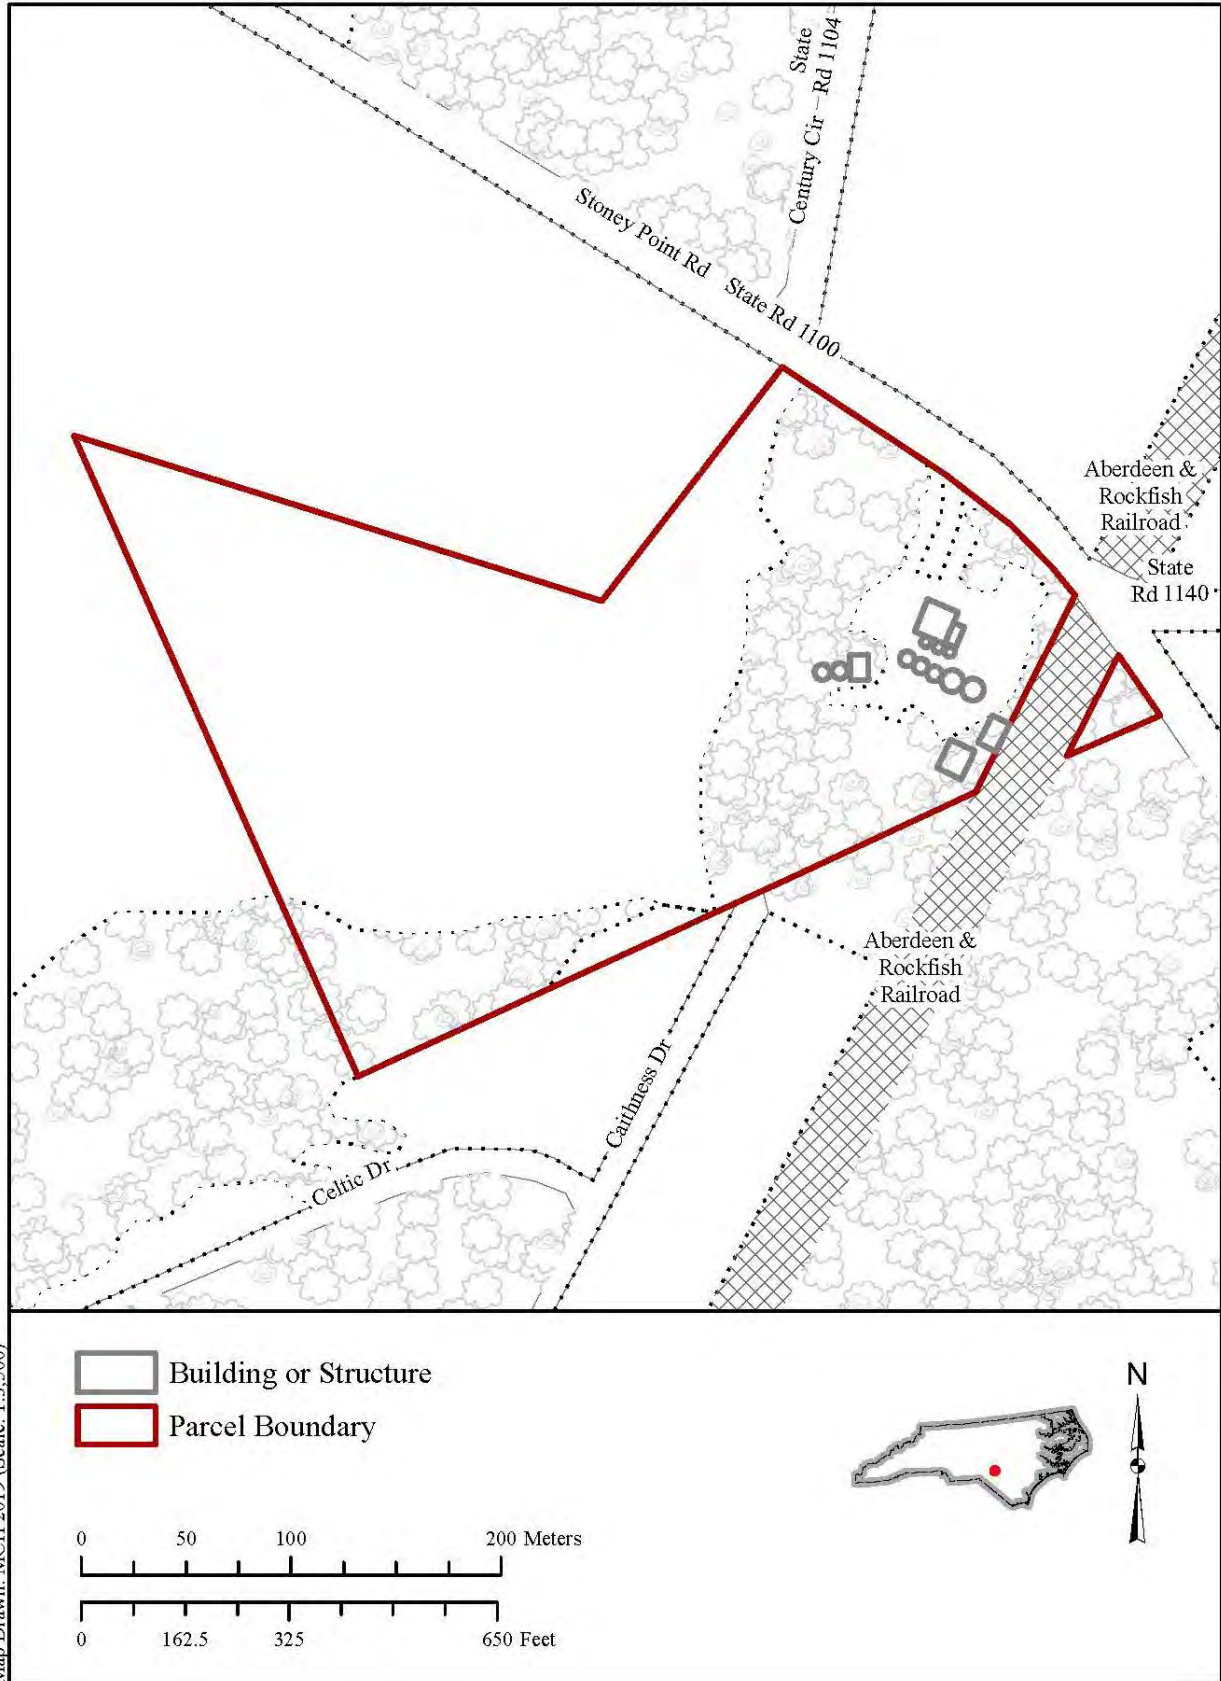 State
Century Cir – Rd 1104
Stoney Point Rd
State Rd 1100
Aberdeen &
Rockfish
Railroad
State
Rd 1140
Aberdeen &
Rockfish
Railroad
Caithness Dr
Celtic Dr
Building or Structure
Parcel Boundary
N
0 50 100 200 Meters
0 162.5 325 650 Feet